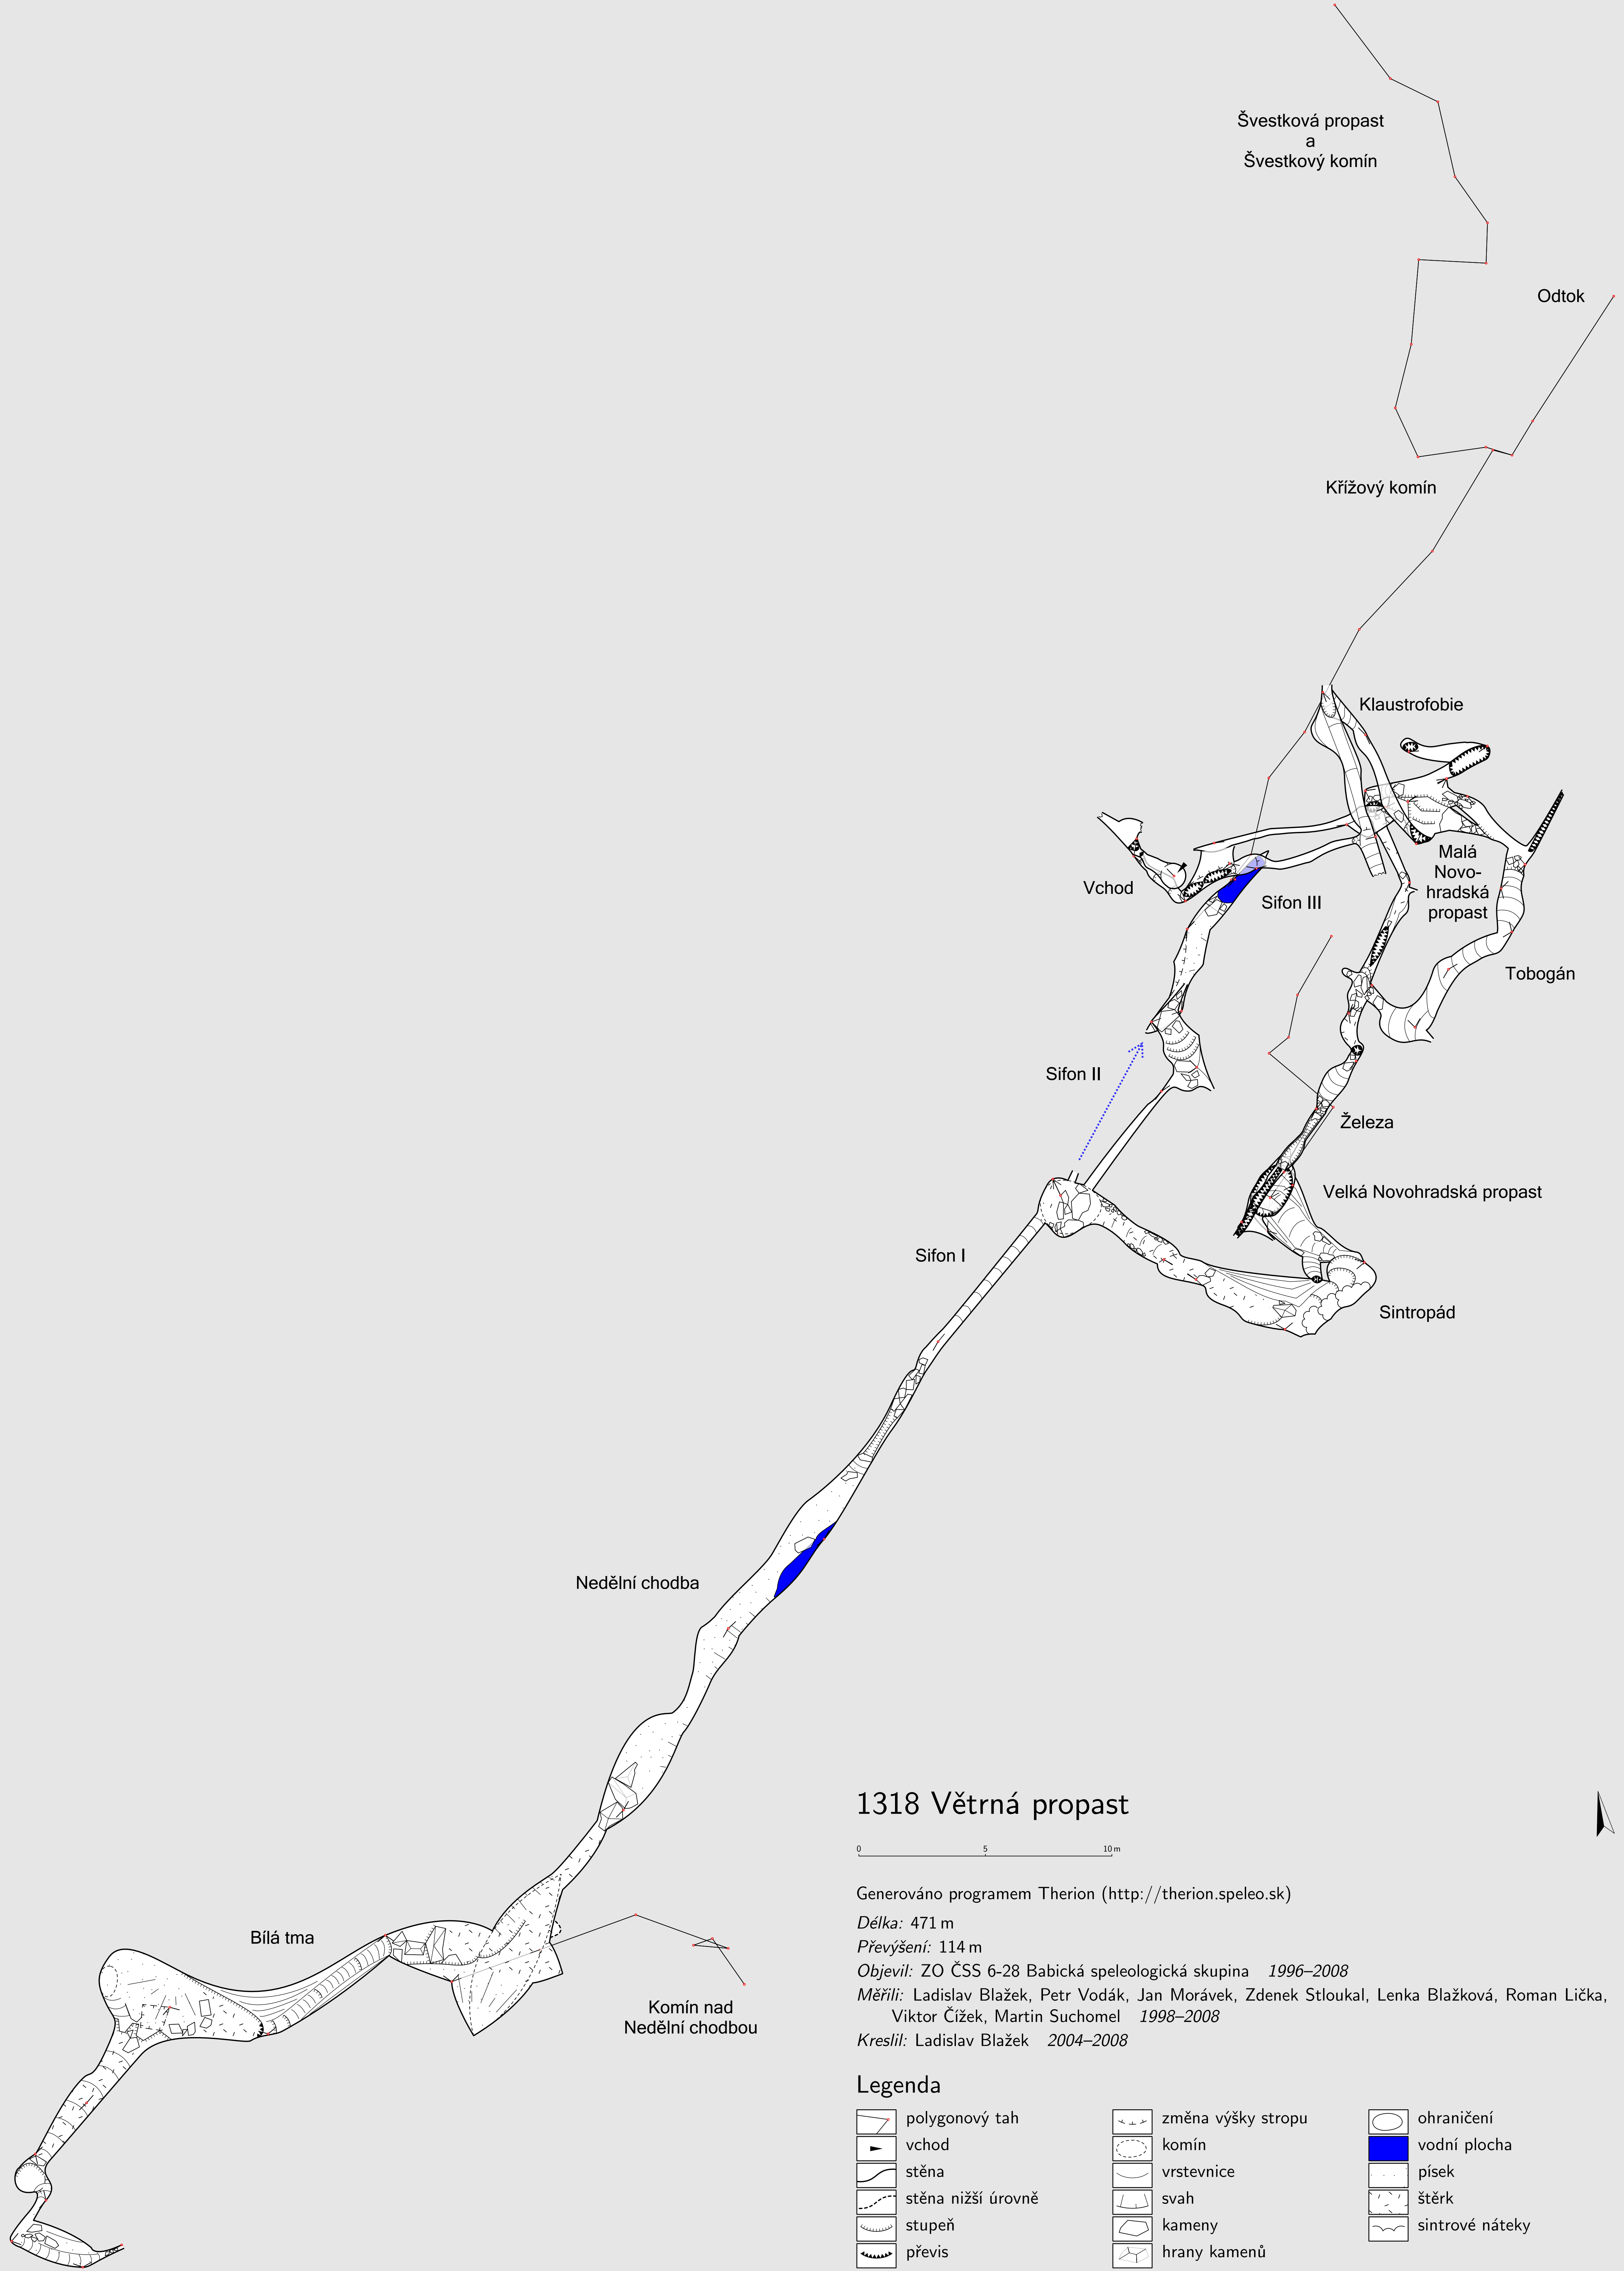 Švestková propast
a
Švestkový komín
Odtok
Křížový komín
Klaustrofobie
Malá
Novo-
hradská
propast
Vchod
Sifon III
Tobogán
Sifon II
Železa
Velká Novohradská propast
Sifon I
Sintropád
Nedělní chodba
Bílá tma
Komín nad
Nedělní chodbou
1318 Větrná propast
0 5 10 m
Generováno programem Therion (http://therion.speleo.sk)
Délka: 471 m
Převýšení: 114 m
Objevil: ZO ČSS 6-28 Babická speleologická skupina 1996–2008
Měřili: Ladislav Blažek, Petr Vodák, Jan Morávek, Zdenek Stloukal, Lenka Blažková, Roman Lička,
Viktor Čížek, Martin Suchomel 1998–2008
Kreslil: Ladislav Blažek 2004–2008
Legenda
polygonový tah
vchod
stěna
stěna nižší úrovně
stupeň
převis
změna výšky stropu
komín
vrstevnice
svah
kameny
hrany kamenů
ohraničení
vodní plocha
písek
štěrk
sintrové náteky